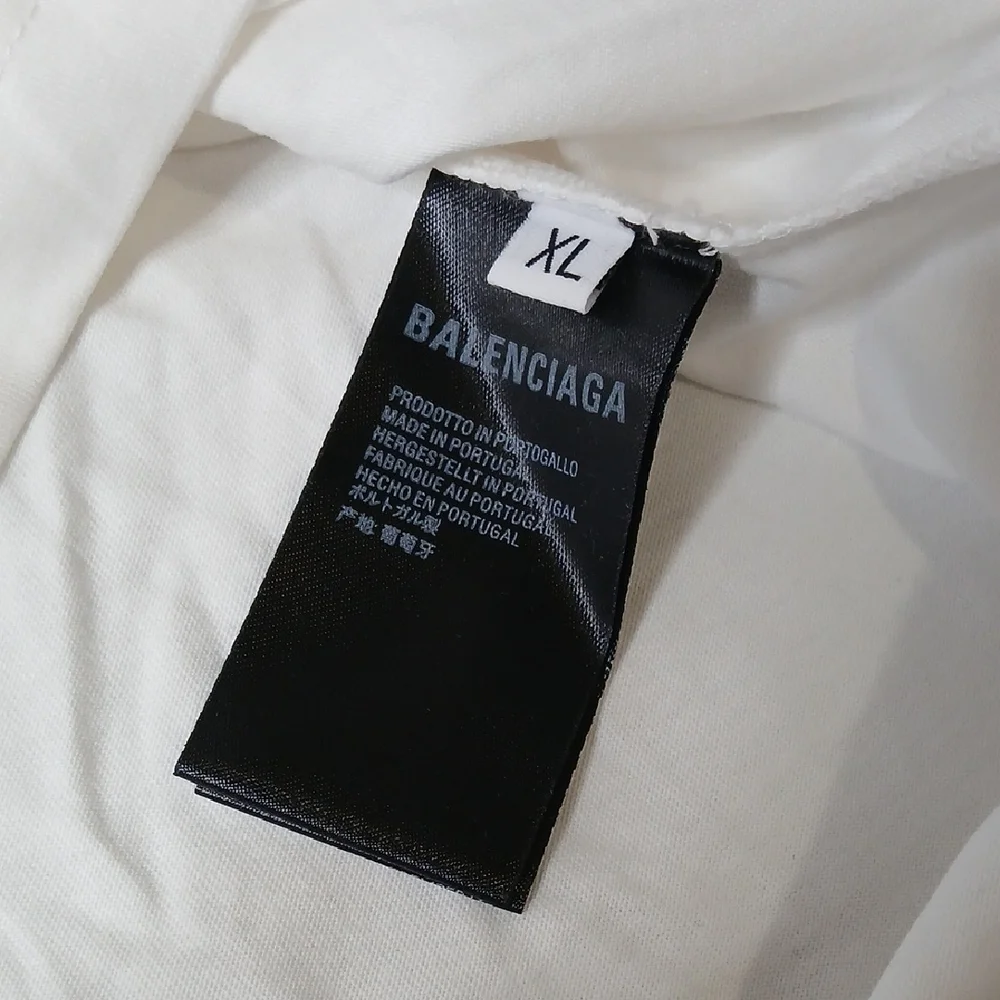 XL
BALENCIAGA
PRODOTTO IN PORTOGALLO
MADE IN PORTUGAL
HERGESTELLT IN PORTUGAL
FABRIQUE AU PORTUGAL
HECHO EN PORTUGAL
ポルトガル製
产地 葡萄牙